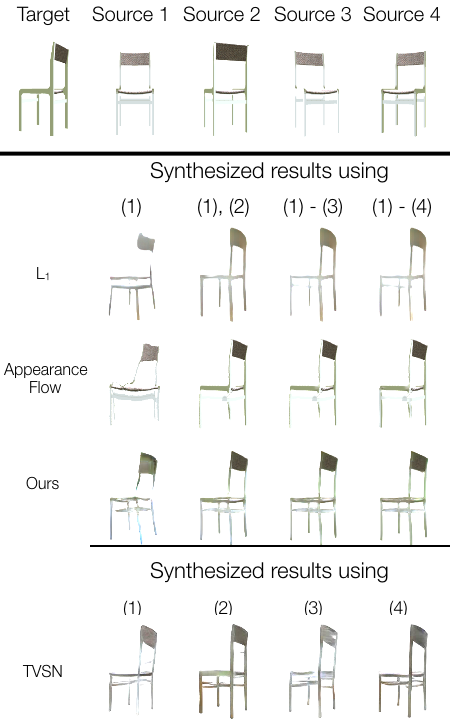 Target Source 1 Source 2 Source 3 Source 4
Synthesized results using
(1) (1), (2) (1) - (3) (1) - (4)
L₁
Appearance
Flow
Ours
Synthesized results using
(1) (2) (3) (4)
TVSN